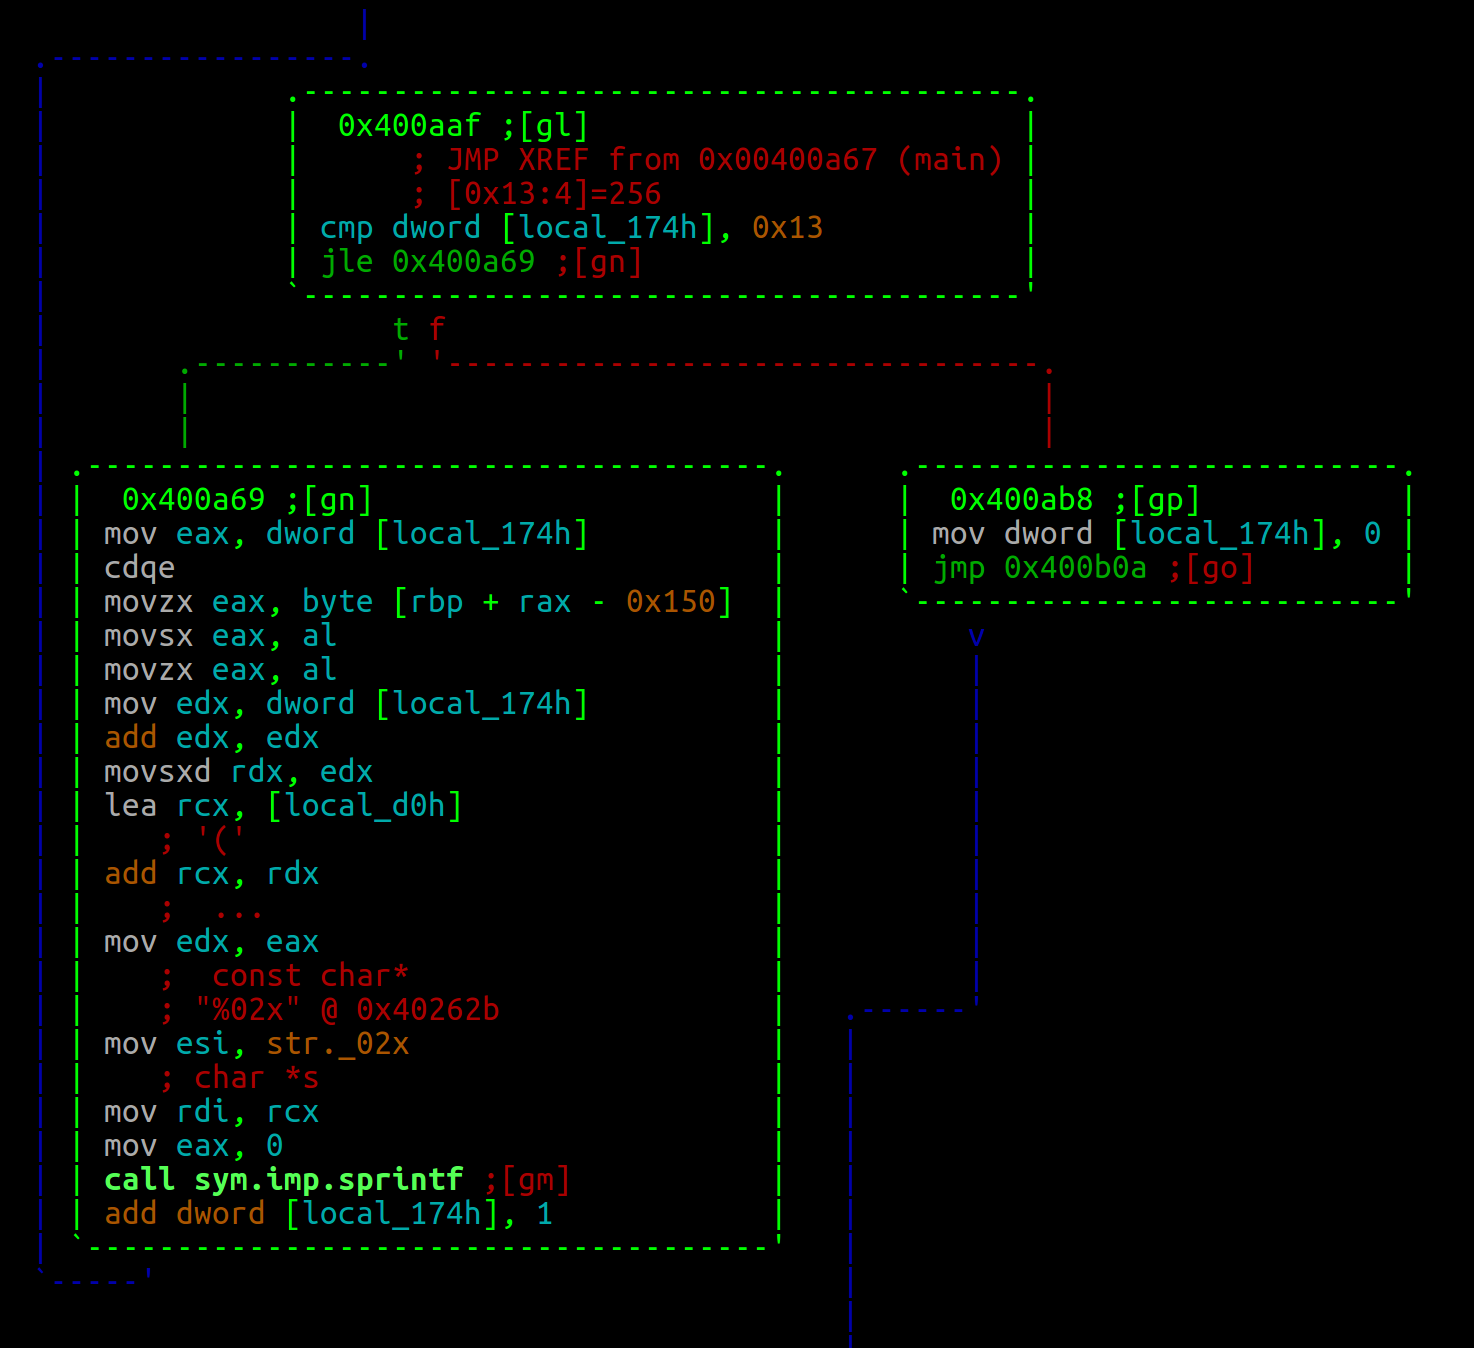 0x400aaf ;[gl]
; JMP XREF from 0x00400a67 (main)
; [0x13:4]=256
cmp dword [local_174h], 0x13
jle 0x400a69 ;[gn]
t f
0x400a69 ;[gn]
mov eax, dword [local_174h]
cdqe
movzx eax, byte [rbp + rax - 0x150]
movsx eax, al
movzx eax, al
mov edx, dword [local_174h]
add edx, edx
movsxd rdx, edx
lea rcx, [local_d0h]
; '('
add rcx, rdx
;  ...
mov edx, eax
;  const char*
; "%02x" @ 0x40262b
mov esi, str._02x
; char *s
mov rdi, rcx
mov eax, 0
call sym.imp.sprintf ;[gm]
add dword [local_174h], 1
0x400ab8 ;[gp]
mov dword [local_174h], 0
jmp 0x400b0a ;[go]
v